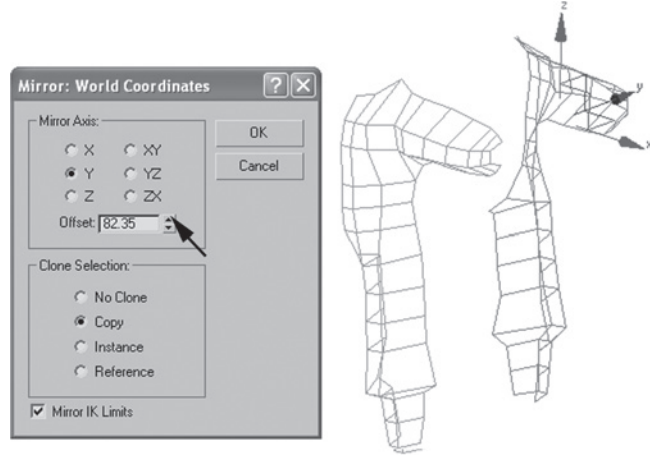 Mirror: World Coordinates
Mirror Axis:
X
XY
Y
YZ
Z
ZX
Offset: 82.35
OK
Cancel
Clone Selection:
No Clone
Copy
Instance
Reference
Mirror IK Limits
z
y
x